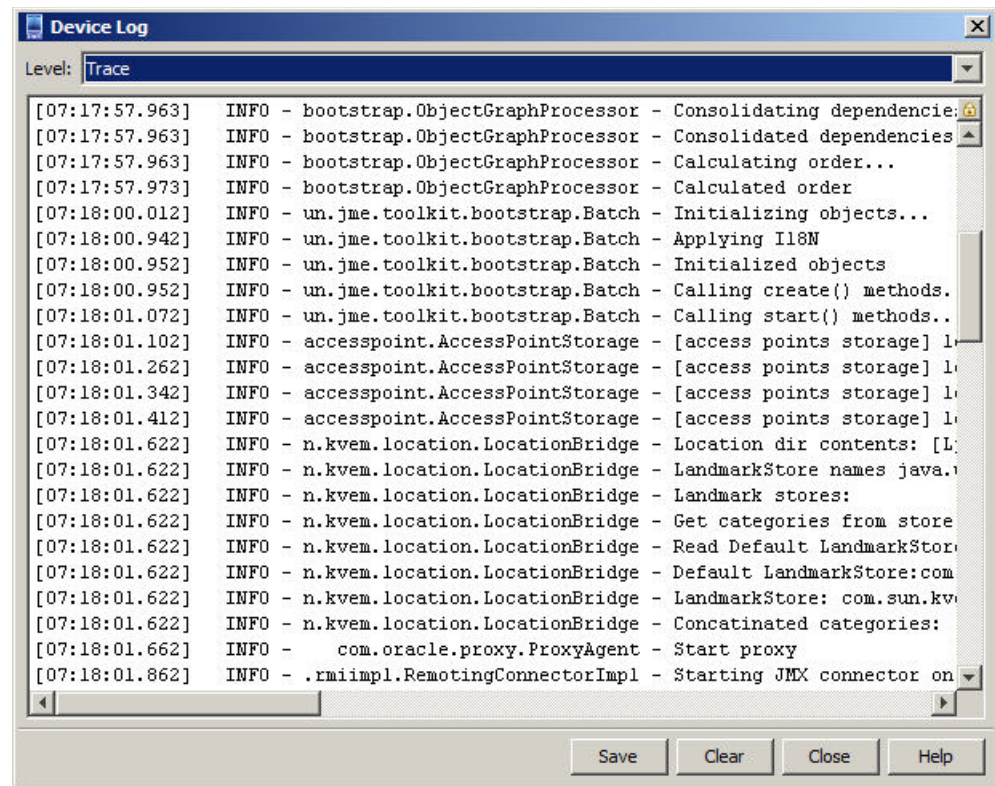 Device Log
Level: Trace
[07:17:57.963] INFO - bootstrap.ObjectGraphProcessor - Consolidating dependencie
[07:17:57.963] INFO - bootstrap.ObjectGraphProcessor - Consolidated dependencies
[07:17:57.963] INFO - bootstrap.ObjectGraphProcessor - Calculating order...
[07:17:57.973] INFO - bootstrap.ObjectGraphProcessor - Calculated order
[07:18:00.012] INFO - un.jme.toolkit.bootstrap.Batch - Initializing objects...
[07:18:00.942] INFO - un.jme.toolkit.bootstrap.Batch - Applying I18N
[07:18:00.952] INFO - un.jme.toolkit.bootstrap.Batch - Initialized objects
[07:18:00.952] INFO - un.jme.toolkit.bootstrap.Batch - Calling create() methods.
[07:18:01.072] INFO - un.jme.toolkit.bootstrap.Batch - Calling start() methods..
[07:18:01.102] INFO - accesspoint.AccessPointStorage - [access points storage]
[07:18:01.262] INFO - accesspoint.AccessPointStorage - [access points storage]
[07:18:01.342] INFO - accesspoint.AccessPointStorage - [access points storage]
[07:18:01.412] INFO - accesspoint.AccessPointStorage - [access points storage]
[07:18:01.622] INFO - n.kvem.location.LocationBridge - Location dir contents: [L
[07:18:01.622] INFO - n.kvem.location.LocationBridge - LandmarkStore names java.
[07:18:01.622] INFO - n.kvem.location.LocationBridge - Landmark stores:
[07:18:01.622] INFO - n.kvem.location.LocationBridge - Get categories from store
[07:18:01.622] INFO - n.kvem.location.LocationBridge - Read Default LandmarkStor
[07:18:01.622] INFO - n.kvem.location.LocationBridge - Default LandmarkStore:com
[07:18:01.622] INFO - n.kvem.location.LocationBridge - LandmarkStore: com.sun.kv
[07:18:01.622] INFO - n.kvem.location.LocationBridge - Concatinated categories:
[07:18:01.662] INFO - com.oracle.proxy.ProxyAgent - Start proxy
[07:18:01.862] INFO - .rmiimpl.RemotingConnectorImpl - Starting JMX connector on
Save Clear Close Help